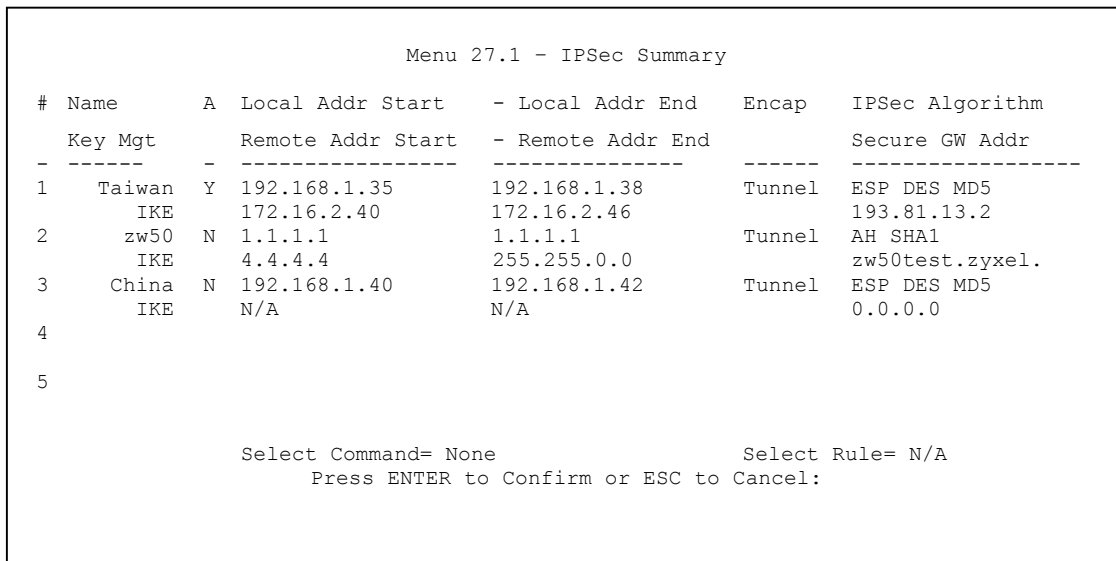 Menu 27.1 – IPSec Summary
# Name A Local Addr Start - Local Addr End Encap IPSec Algorithm
Key Mgt Remote Addr Start - Remote Addr End Secure GW Addr
- ------ - ----------------- --------------- ------ ------------------
1 Taiwan Y 192.168.1.35 192.168.1.38 Tunnel ESP DES MD5
IKE 172.16.2.40 172.16.2.46 193.81.13.2
2 zw50 N 1.1.1.1 1.1.1.1 Tunnel AH SHA1
IKE 4.4.4.4 255.255.0.0 zw50test.zyxel.
3 China N 192.168.1.40 192.168.1.42 Tunnel ESP DES MD5
IKE N/A N/A 0.0.0.0
4
5
Select Command= None Select Rule= N/A
Press ENTER to Confirm or ESC to Cancel: